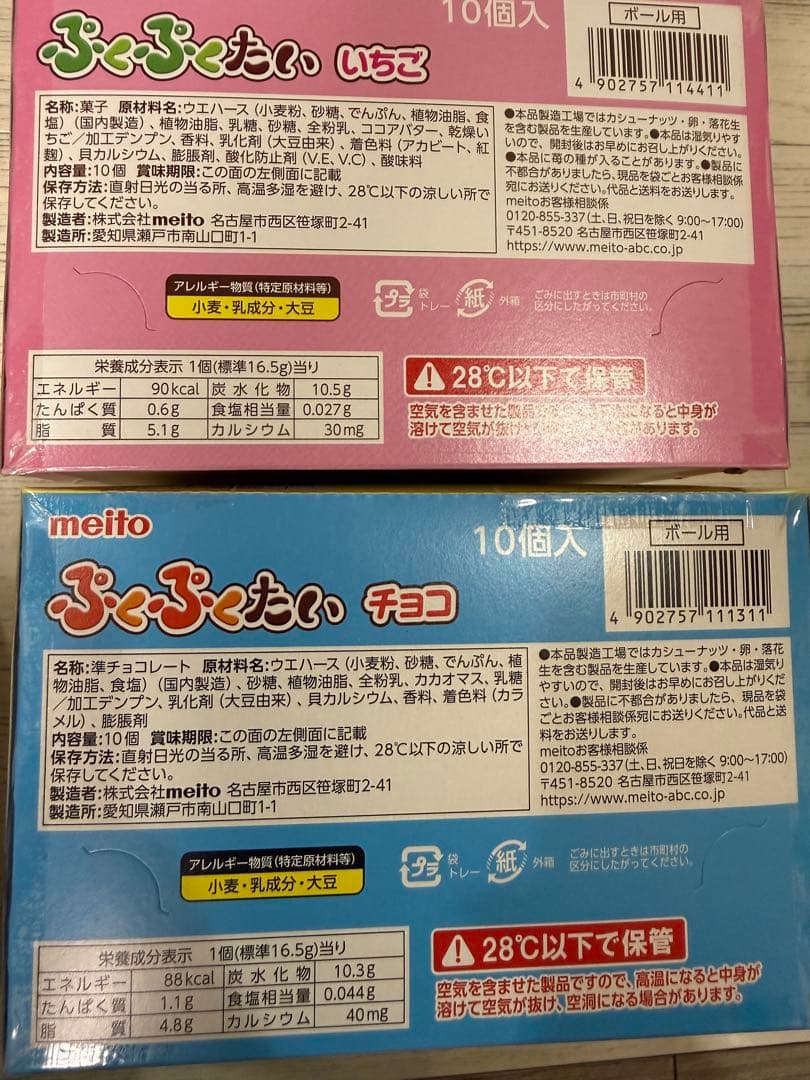 10個入
ボール用
ぷくぷくたい いちご
4 902757 114411
名称:菓子 原材料名:ウエハース(小麦粉、砂糖、でんぷん、植物油脂、食
塩)(国内製造)、植物油脂、乳糖、砂糖、全粉乳、ココアバター、乾燥い
ちご/加工デンプン、香料、乳化剤(大豆由来)、着色料(アカビート、紅
麹)、貝カルシウム、膨脹剤、酸化防止剤(V.E、V.C)、酸味料
内容量:10個 賞味期限:この面の左側面に記載
保存方法:直射日光の当る所、高温多湿を避け、28℃以下の涼しい所で
保存してください。
製造者:株式会社meito 名古屋市西区笹塚町2-41
製造所:愛知県瀬戸市南山口町1-1
●本品製造工場ではカシューナッツ・卵・落花生
を含む製品を生産しています。●本品は湿気りやす
いので、開封後はお早めにお召し上がりください。
●本品に苺の種が入ることがあります。●製品に
不都合がありましたら、現品を袋ごとお客様相談係
宛にお送りください。代品と送料をお送りします。
meitoお客様相談係
0120-855-337(土、日、祝日を除く 9:00〜17:00)
〒451-8520 名古屋市西区笹塚町2-41
https://www.meito-abc.co.jp
アレルギー物質(特定原材料等)
小麦・乳成分・大豆
プラ 袋 トレー 紙 外箱
ごみに出すときは市町村の
区分にしたがってください。
栄養成分表示 1個(標準16.5g)当り
エネルギー 90kcal 炭水化物 10.5g
たんぱく質 0.6g 食塩相当量 0.027g
脂質 5.1g カルシウム 30mg
28℃以下で保管
空気を含ませた製品ですので、高温になると中身が
溶けて空気が抜け、空洞になる場合があります。
meito
10個入
ボール用
ぷくぷくたい チョコ
4 902757 111311
名称:準チョコレート 原材料名:ウエハース(小麦粉、砂糖、でんぷん、植
物油脂、食塩)(国内製造)、砂糖、植物油脂、全粉乳、カカオマス、乳糖
/加工デンプン、乳化剤(大豆由来)、貝カルシウム、香料、着色料(カラ
メル)、膨脹剤
内容量:10個 賞味期限:この面の左側面に記載
保存方法:直射日光の当る所、高温多湿を避け、28℃以下の涼しい所で
保存してください。
製造者:株式会社meito 名古屋市西区笹塚町2-41
製造所:愛知県瀬戸市南山口町1-1
●本品製造工場ではカシューナッツ・卵・落花
生を含む製品を生産しています。●本品は湿気り
やすいので、開封後はお早めにお召し上がりくだ
さい。●製品に不都合がありましたら、現品を袋
ごとお客様相談係宛にお送りください。代品と送
料をお送りします。
meitoお客様相談係
0120-855-337(土、日、祝日を除く 9:00〜17:00)
〒451-8520 名古屋市西区笹塚町2-41
https://www.meito-abc.co.jp
アレルギー物質(特定原材料等)
小麦・乳成分・大豆
プラ 袋 トレー 紙 外箱
ごみに出すときは市町村の
区分にしたがってください。
栄養成分表示 1個(標準16.5g)当り
エネルギー 88kcal 炭水化物 10.3g
たんぱく質 1.1g 食塩相当量 0.044g
脂質 4.8g カルシウム 40mg
28℃以下で保管
空気を含ませた製品ですので、高温になると中身が
溶けて空気が抜け、空洞になる場合があります。